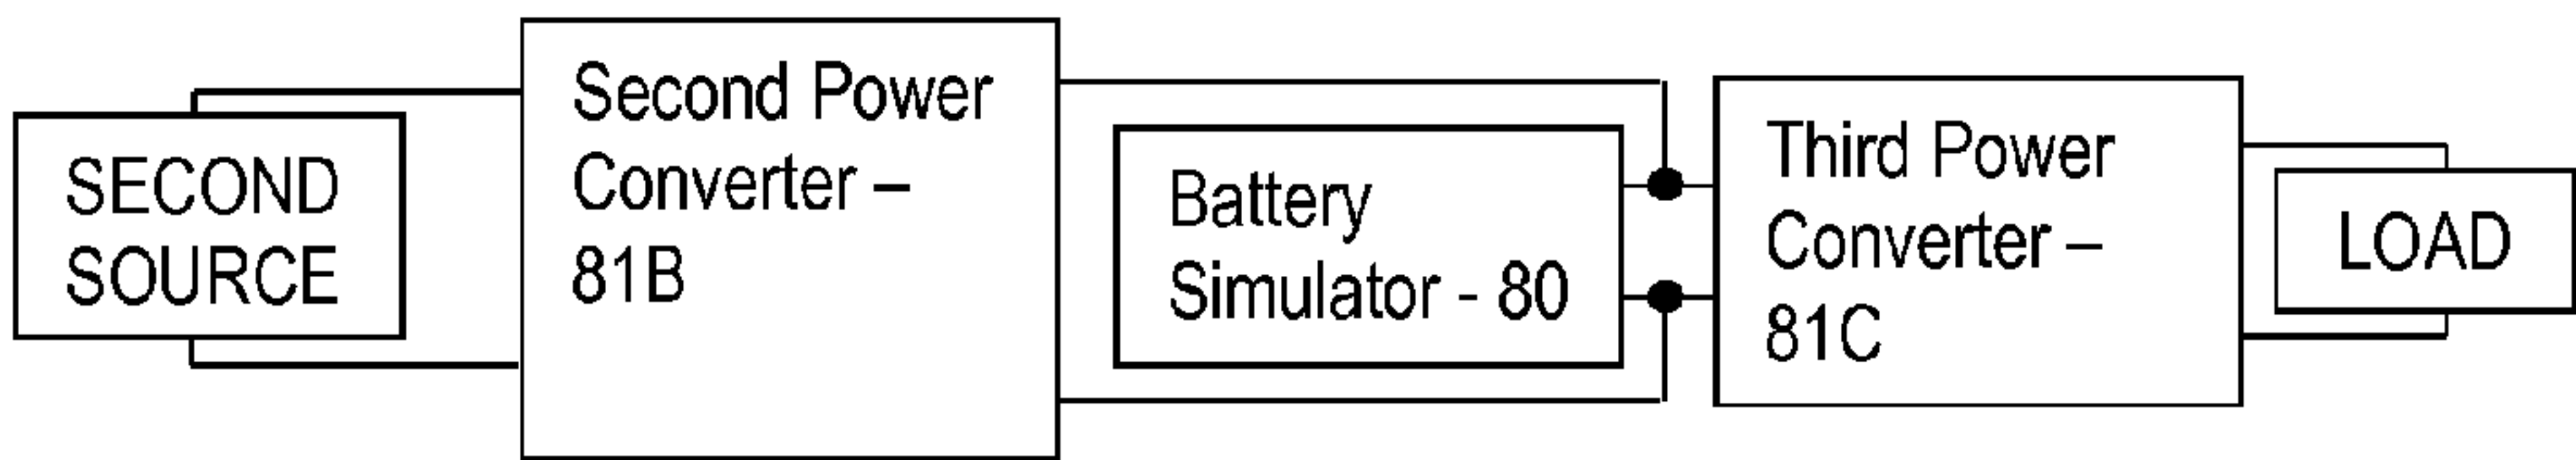 SECOND
SOURCE
Second Power
Converter –
81B
Battery
Simulator - 80
Third Power
Converter –
81C
LOAD